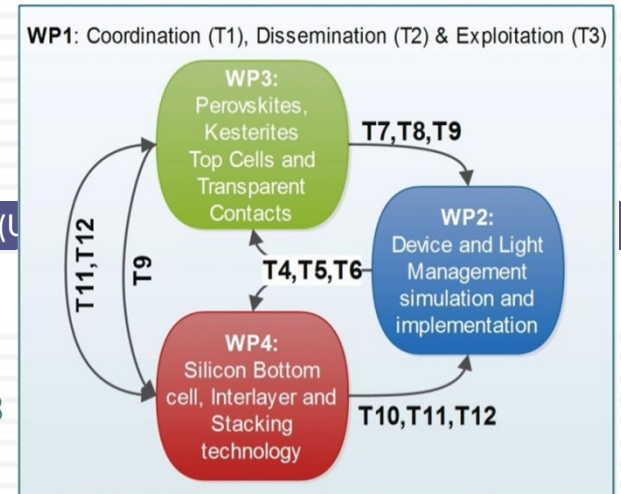 WP1: Coordination (T1), Dissemination (T2) & Exploitation (T3)
WP3:
Perovskites,
Kesterites
Top Cells and
Transparent
Contacts
T7,T8,T9
WP2:
Device and Light
Management
simulation and
implementation
T4,T5,T6
T11,T12
T9
WP4:
Silicon Bottom
cell, Interlayer and
Stacking
technology
T10,T11,T12